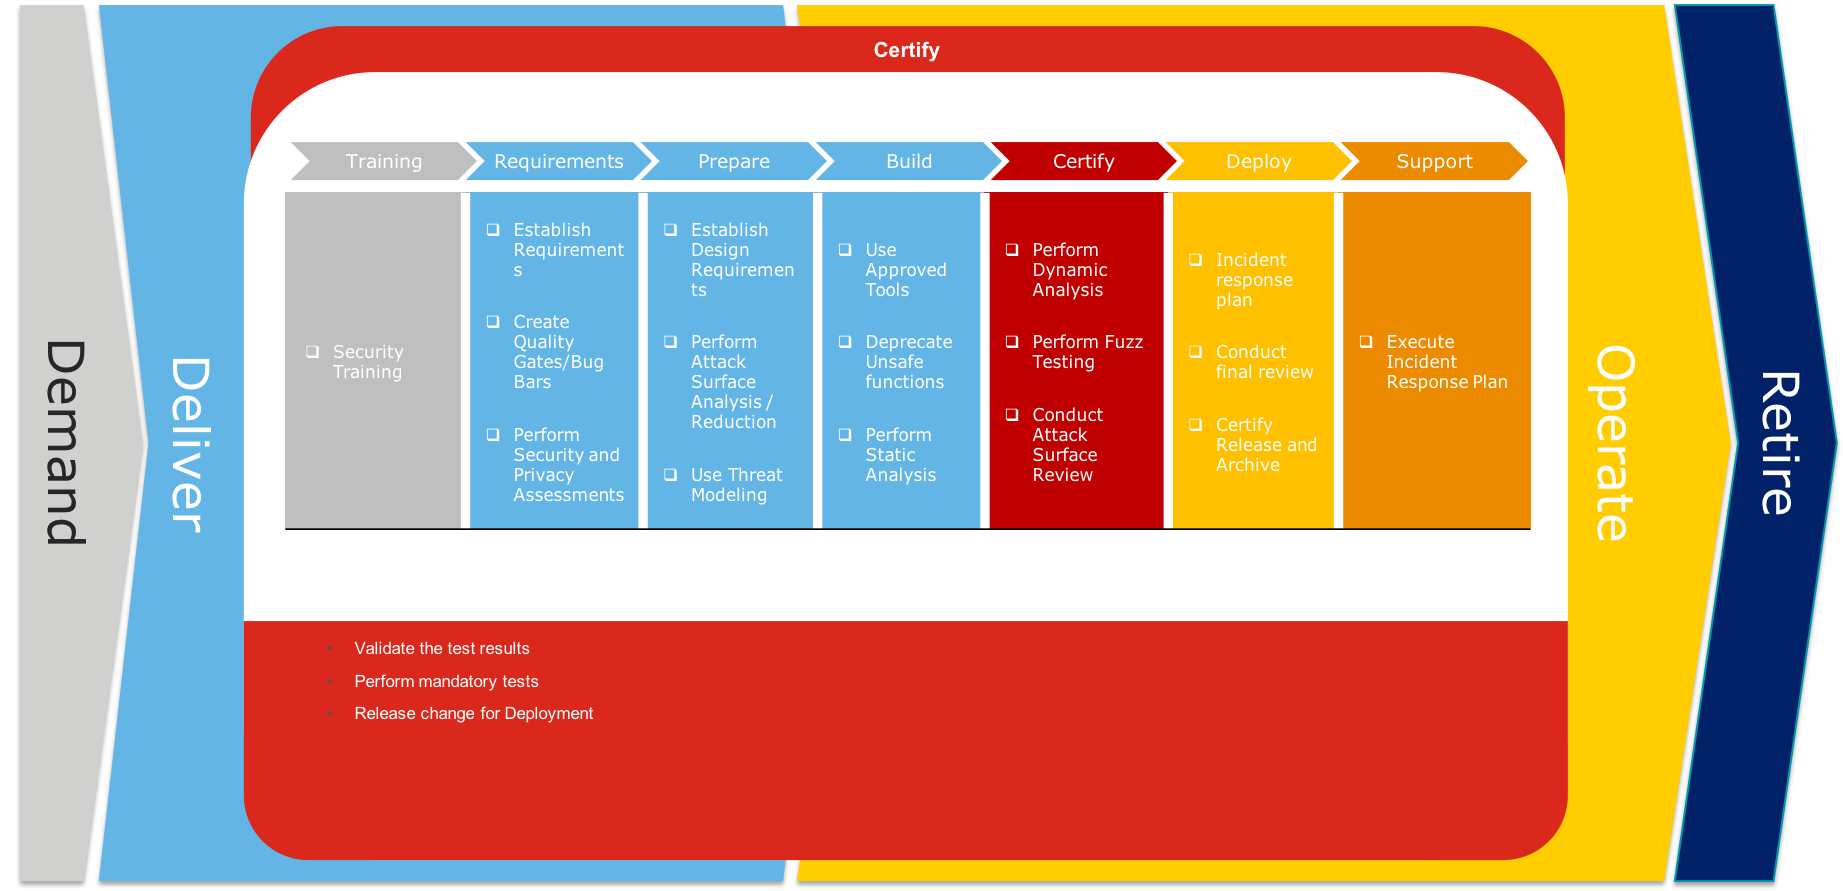 Certify
Training
Requirements
Prepare
Build
Certify
Deploy
Support
Demand
Deliver
Security
Training
Establish
Requirement
s
Create
Quality
Gates/Bug
Bars
Perform
Security and
Privacy
Assessments
Establish
Design
Requiremen
ts
Perform
Attack
Surface
Analysis /
Reduction
Use Threat
Modeling
Use
Approved
Tools
Deprecate
Unsafe
functions
Perform
Static
Analysis
Perform
Dynamic
Analysis
Perform Fuzz
Testing
Conduct
Attack
Surface
Review
Incident
response
plan
Conduct
final review
Certify
Release and
Archive
Execute
Incident
Response Plan
Operate
Retire
Validate the test results
Perform mandatory tests
Release change for Deployment